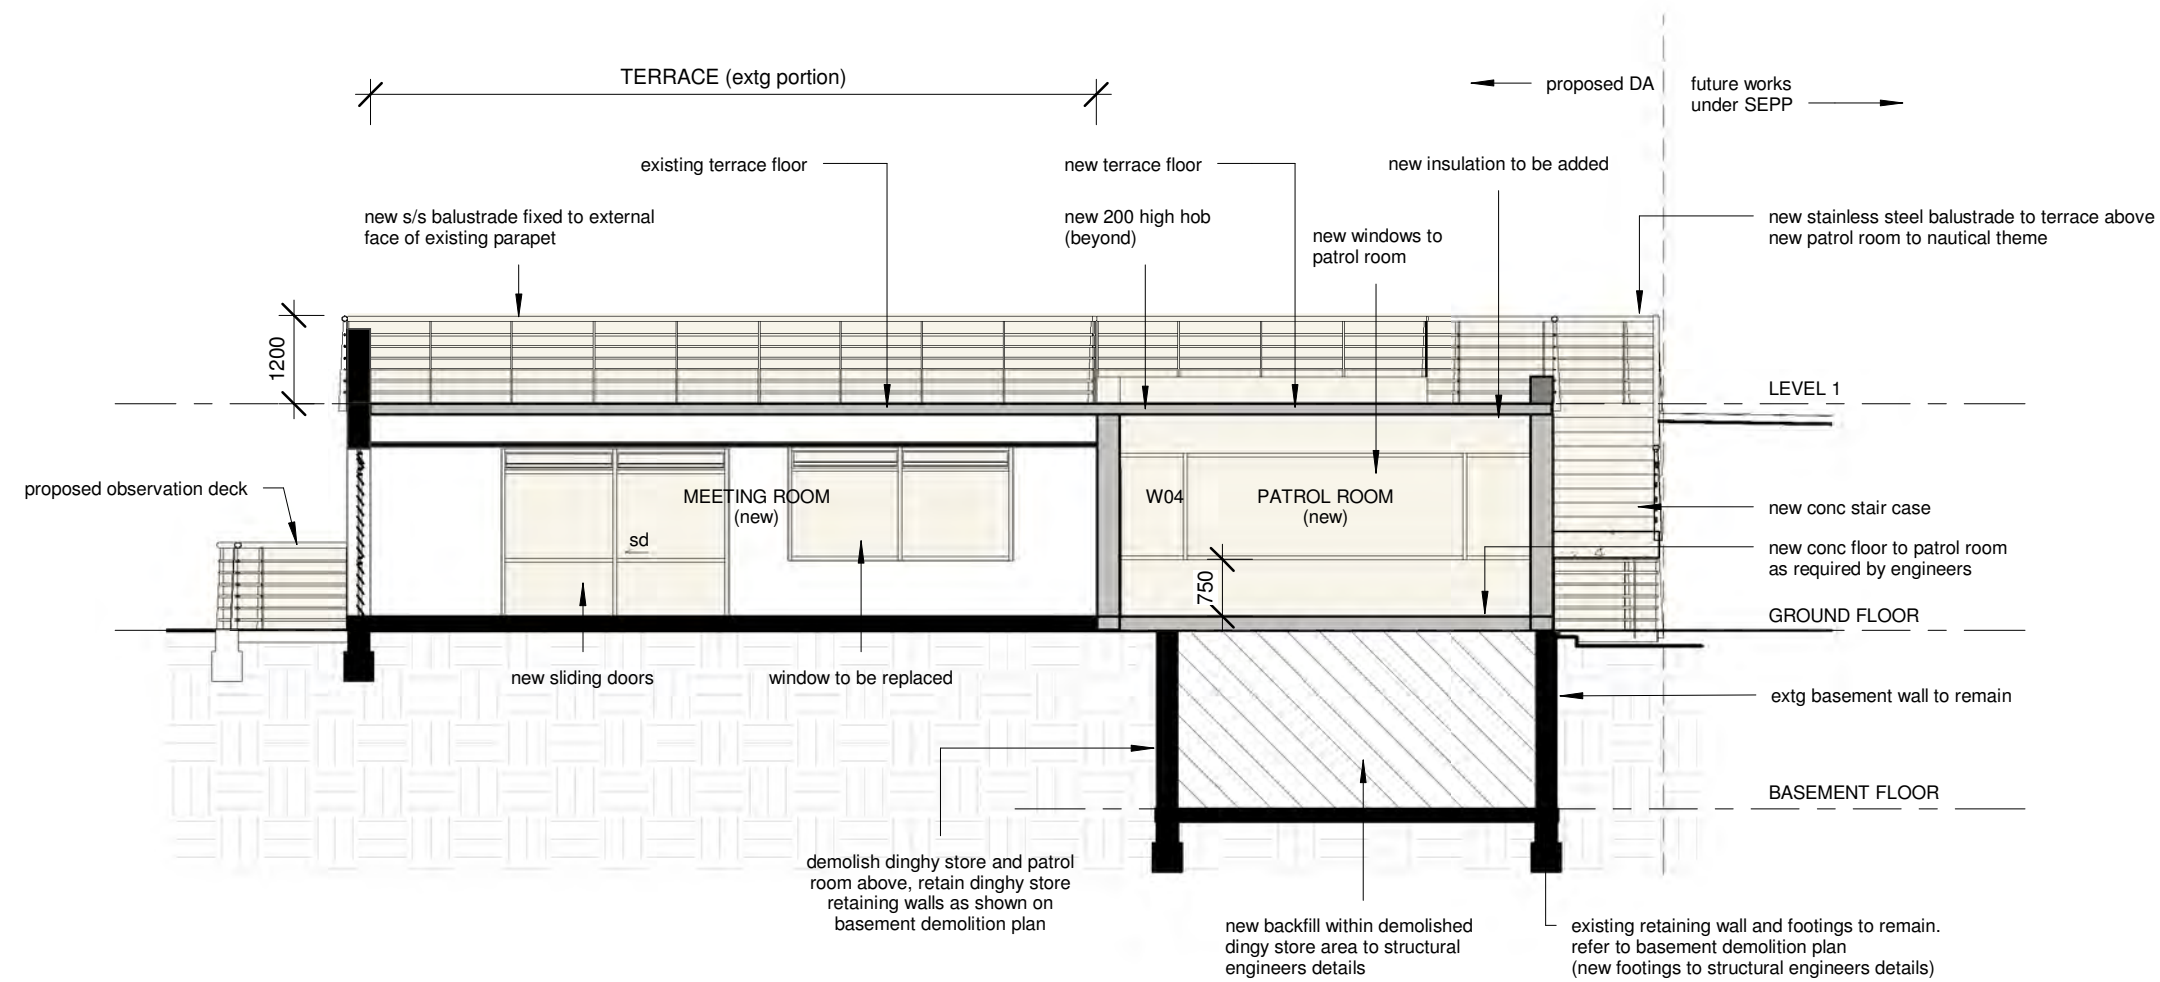 TERRACE (extg portion)
proposed DA
future works
under SEPP
existing terrace floor
new terrace floor
new insulation to be added
new s/s balustrade fixed to external
face of existing parapet
new 200 high hob
(beyond)
new windows to
patrol room
new stainless steel balustrade to terrace above
new patrol room to nautical theme
1200
LEVEL 1
proposed observation deck
MEETING ROOM
(new)
W04
PATROL ROOM
(new)
sd
750
new conc stair case
new conc floor to patrol room
as required by engineers
GROUND FLOOR
new sliding doors
window to be replaced
extg basement wall to remain
BASEMENT FLOOR
demolish dinghy store and patrol
room above, retain dinghy store
retaining walls as shown on
basement demolition plan
new backfill within demolished
dingy store area to structural
engineers details
existing retaining wall and footings to remain.
refer to basement demolition plan
(new footings to structural engineers details)